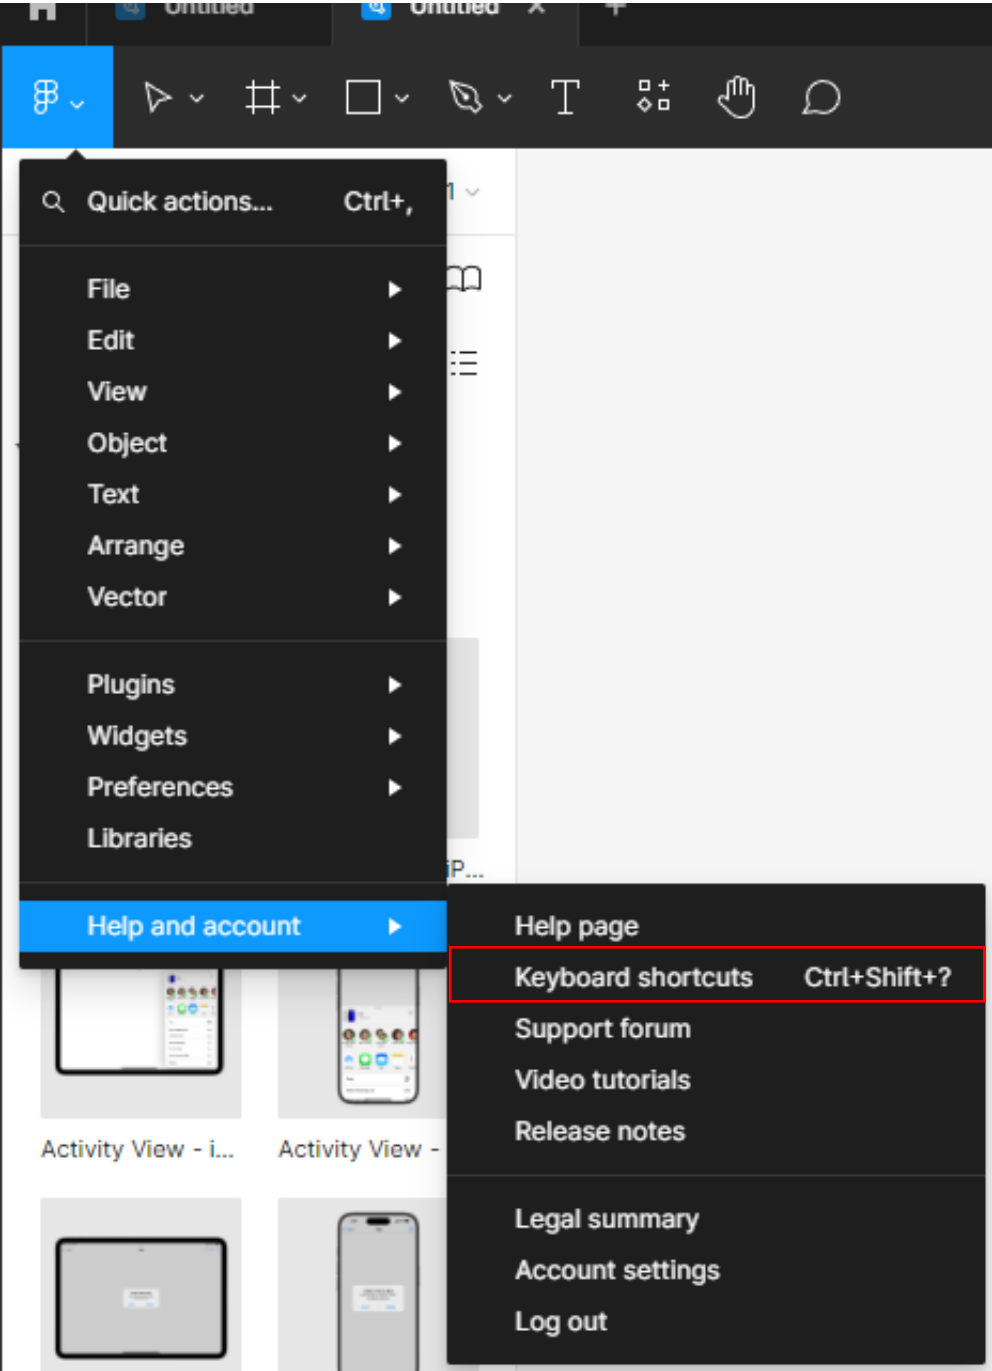 Untitled
Untitled
Quick actions... Ctrl+,
1
File
Edit
View
Object
Text
Arrange
Vector
Plugins
Widgets
Preferences
Libraries
iP...
Help and account
Help page
Keyboard shortcuts Ctrl+Shift+?
Support forum
Video tutorials
Release notes
Activity View - i...
Activity View -
Legal summary
Account settings
Log out